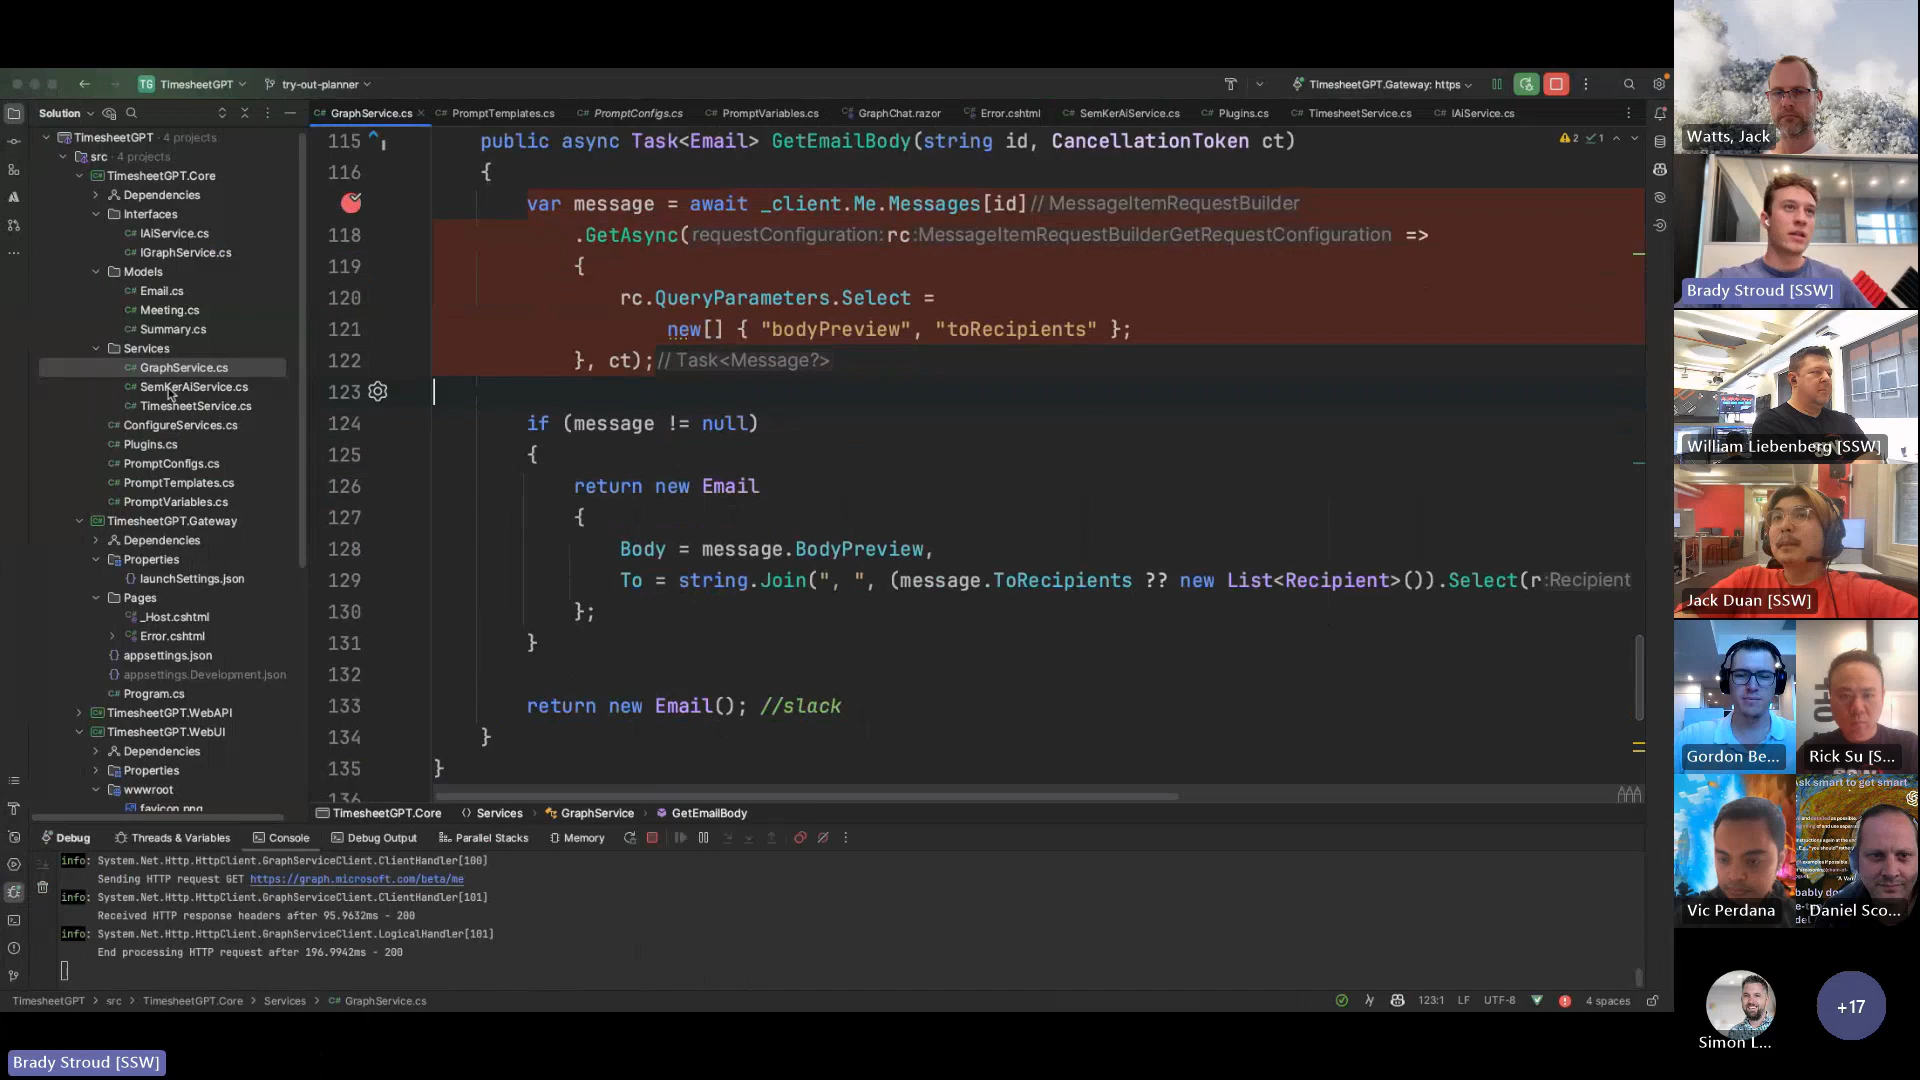 TG TimesheetGPT
try-out-planner
TimesheetGPT.Gateway: https
Solution
C# GraphService.cs
C# PromptTemplates.cs
C# PromptConfigs.cs
C# PromptVariables.cs
GraphChat.razor
Error.cshtml
C# SemKerAiService.cs
C# Plugins.cs
C# TimesheetService.cs
C# IAiService.cs
TimesheetGPT · 4 projects
src · 4 projects
TimesheetGPT.Core
Dependencies
Interfaces
C# IAiService.cs
C# IGraphService.cs
Models
C# Email.cs
C# Meeting.cs
C# Summary.cs
Services
C# GraphService.cs
C# SemKerAiService.cs
C# TimesheetService.cs
C# ConfigureServices.cs
C# Plugins.cs
C# PromptConfigs.cs
C# PromptTemplates.cs
C# PromptVariables.cs
TimesheetGPT.Gateway
Dependencies
Properties
launchSettings.json
Pages
_Host.cshtml
Error.cshtml
appsettings.json
appsettings.Development.json
C# Program.cs
TimesheetGPT.WebAPI
TimesheetGPT.WebUI
Dependencies
Properties
wwwroot
favicon.png
115 public async Task<Email> GetEmailBody(string id, CancellationToken ct)
2 1
116 {
var message = await _client.Me.Messages[id]// MessageItemRequestBuilder
118 .GetAsync(requestConfiguration: rc:MessageItemRequestBuilderGetRequestConfiguration =>
119 {
120 rc.QueryParameters.Select =
121 new[] { "bodyPreview", "toRecipients" };
122 }, ct);// Task<Message?>
123
124 if (message != null)
125 {
126 return new Email
127 {
128 Body = message.BodyPreview,
129 To = string.Join(", ", (message.ToRecipients ?? new List<Recipient>()).Select(r:Recipient
130 };
131 }
132
133 return new Email(); //slack
134 }
135 }
136
TimesheetGPT.Core
Services
GraphService
GetEmailBody
Debug
Threads & Variables
Console
Debug Output
Parallel Stacks
Memory
info: System.Net.Http.HttpClient.GraphServiceClient.ClientHandler[100]
Sending HTTP request GET https://graph.microsoft.com/beta/me
info: System.Net.Http.HttpClient.GraphServiceClient.ClientHandler[101]
Received HTTP response headers after 95.9632ms - 200
info: System.Net.Http.HttpClient.GraphServiceClient.LogicalHandler[101]
End processing HTTP request after 196.9942ms - 200
TimesheetGPT > src > TimesheetGPT.Core > Services > C# GraphService.cs
123:1
LF
UTF-8
4 spaces
Brady Stroud [SSW]
Watts, Jack
Brady Stroud [SSW]
William Liebenberg [SSW]
Jack Duan [SSW]
Gordon Be...
Rick Su [S...
Ask smart to get smart
Vic Perdana
Daniel Sco...
Simon L...
+17